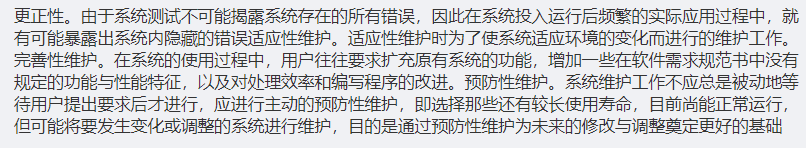 更正性。由于系统测试不可能揭露系统存在的所有错误，因此在系统投入运行后频繁的实际应用过程中，就
有可能暴露出系统内隐藏的错误适应性维护。适应性维护时为了使系统适应环境的变化而进行的维护工作。
完善性维护。在系统的使用过程中，用户往往要求扩充原有系统的功能，增加一些在软件需求规范书中没有
规定的功能与性能特征，以及对处理效率和编写程序的改进。预防性维护。系统维护工作不应总是被动地等
待用户提出要求后才进行，应进行主动的预防性维护，即选择那些还有较长使用寿命，目前尚能正常运行，
但可能将要发生变化或调整的系统进行维护，目的是通过预防性维护为未来的修改与调整奠定更好的基础